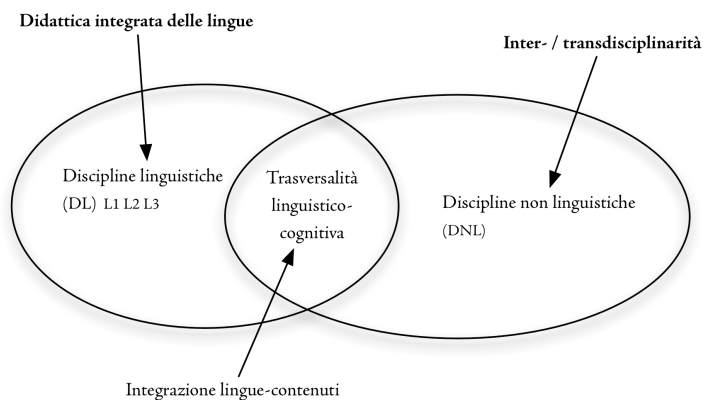 Didattica integrata delle lingue
Inter- / transdisciplinarità
Discipline linguistiche
(DL) L1 L2 L3
Trasversalità
linguistico-
cognitiva
Discipline non linguistiche
(DNL)
Integrazione lingue-contenuti